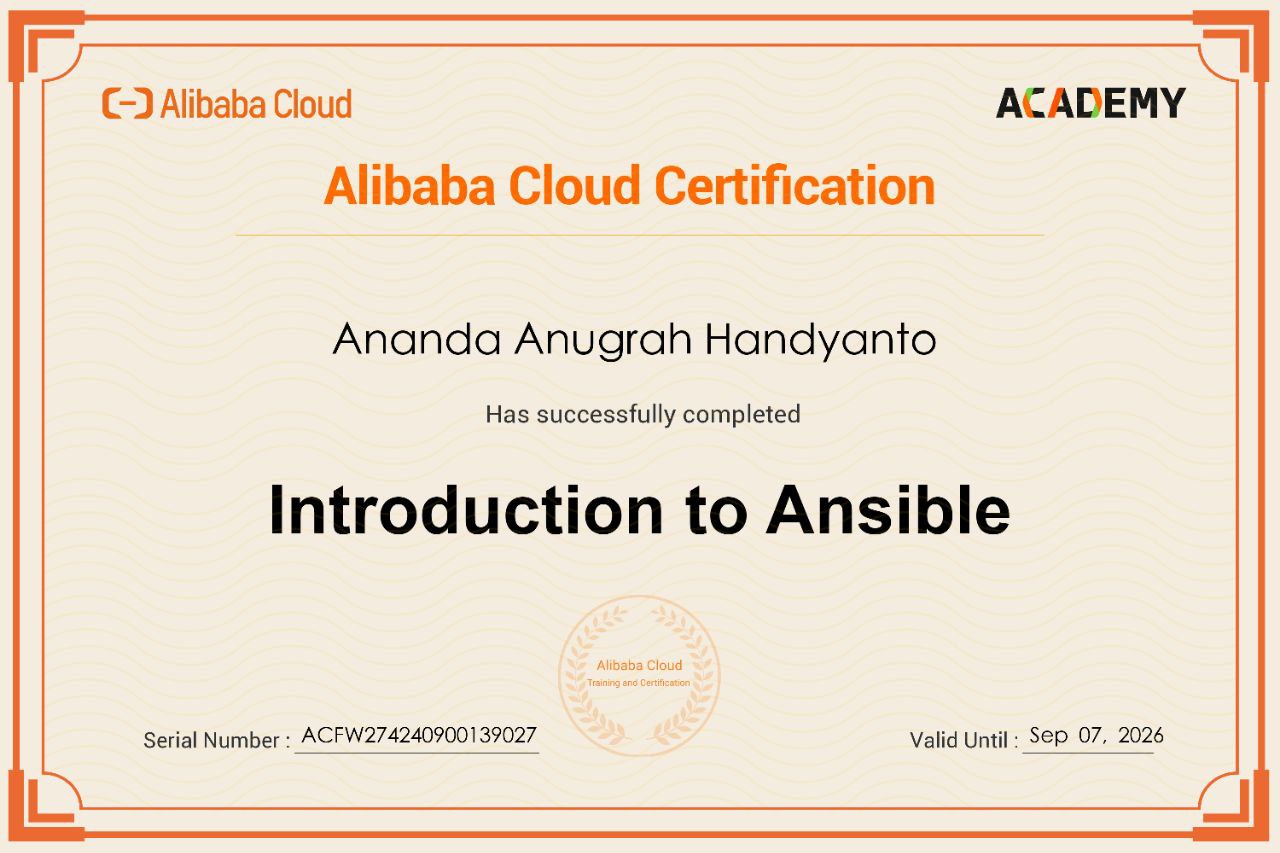 Alibaba Cloud
ACADEMY
Alibaba Cloud Certification
Ananda Anugrah Handyanto
Has successfully completed
Introduction to Ansible
Alibaba Cloud
Training and Certification
Serial Number : ACFW274240900139027
Valid Until : Sep 07, 2026